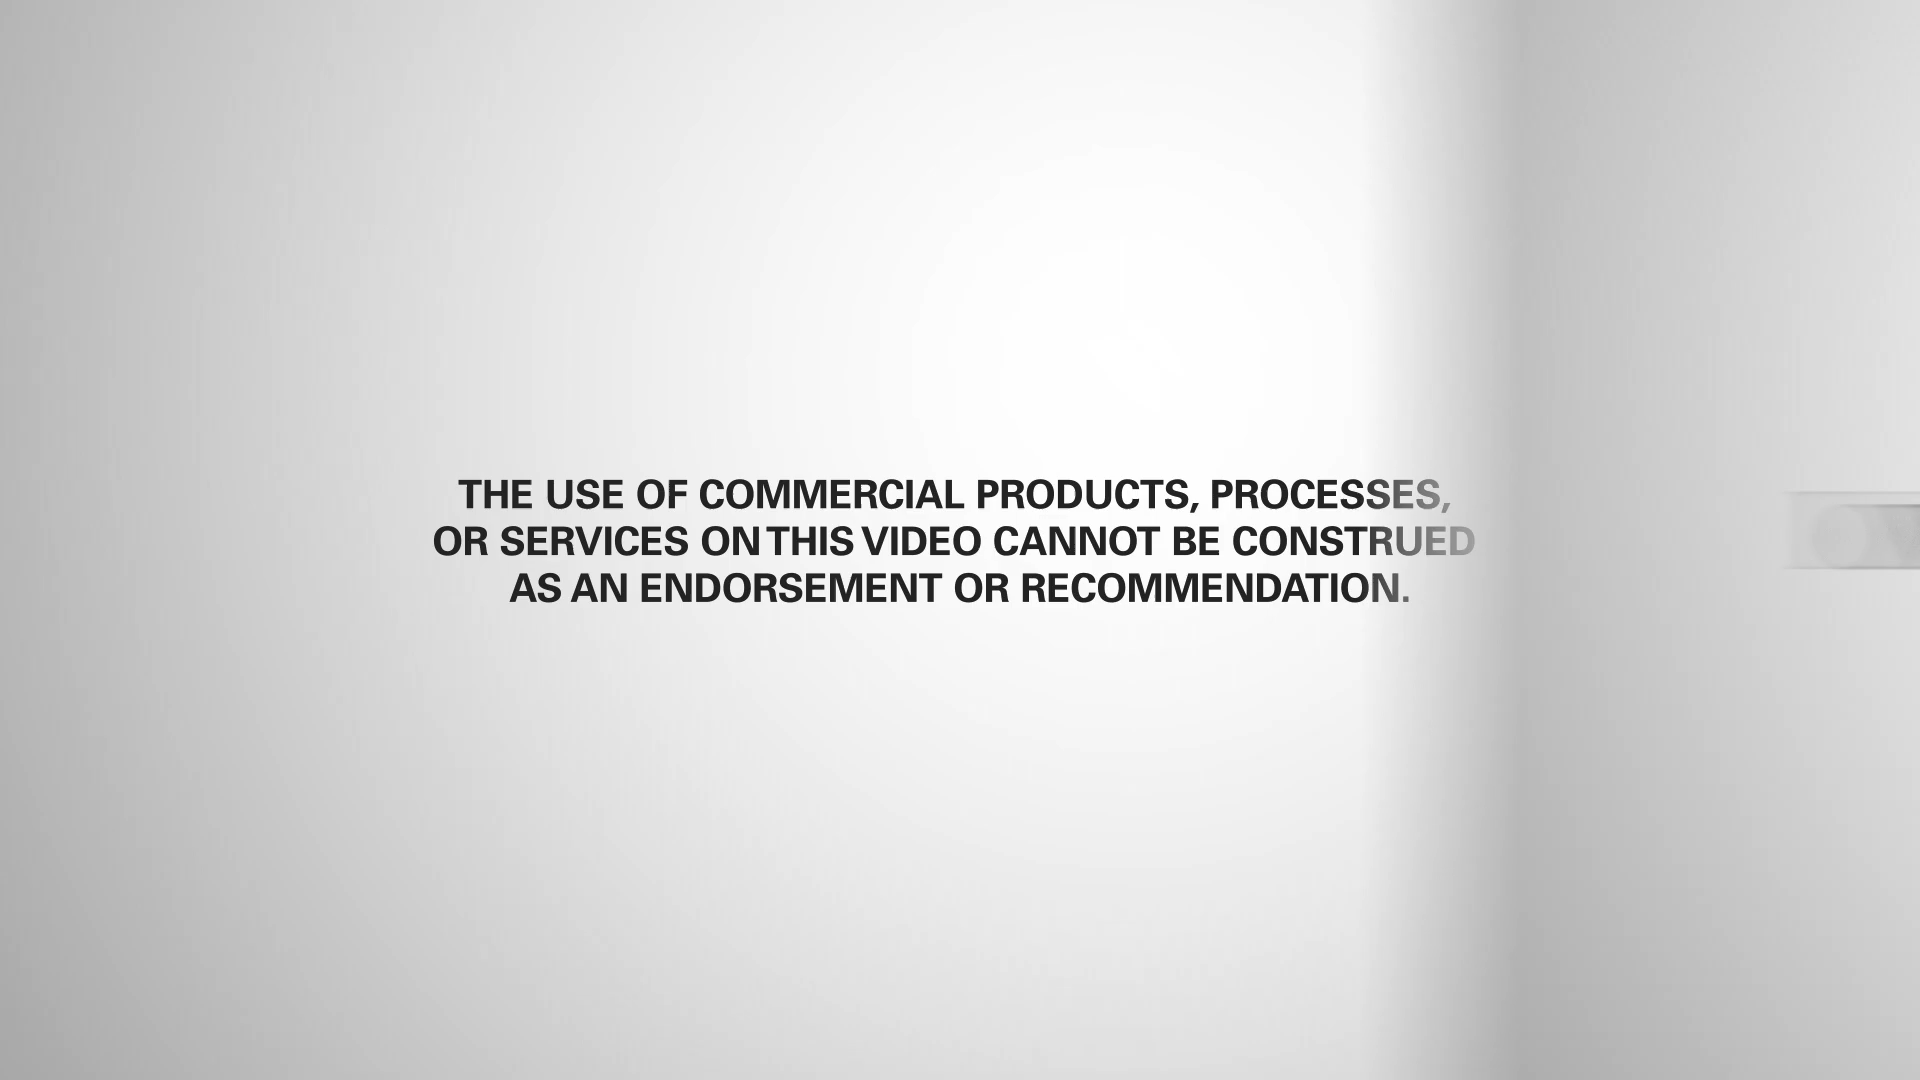 THE USE OF COMMERCIAL PRODUCTS, PROCESSES,
OR SERVICES ON THIS VIDEO CANNOT BE CONSTRUED
AS AN ENDORSEMENT OR RECOMMENDATION.